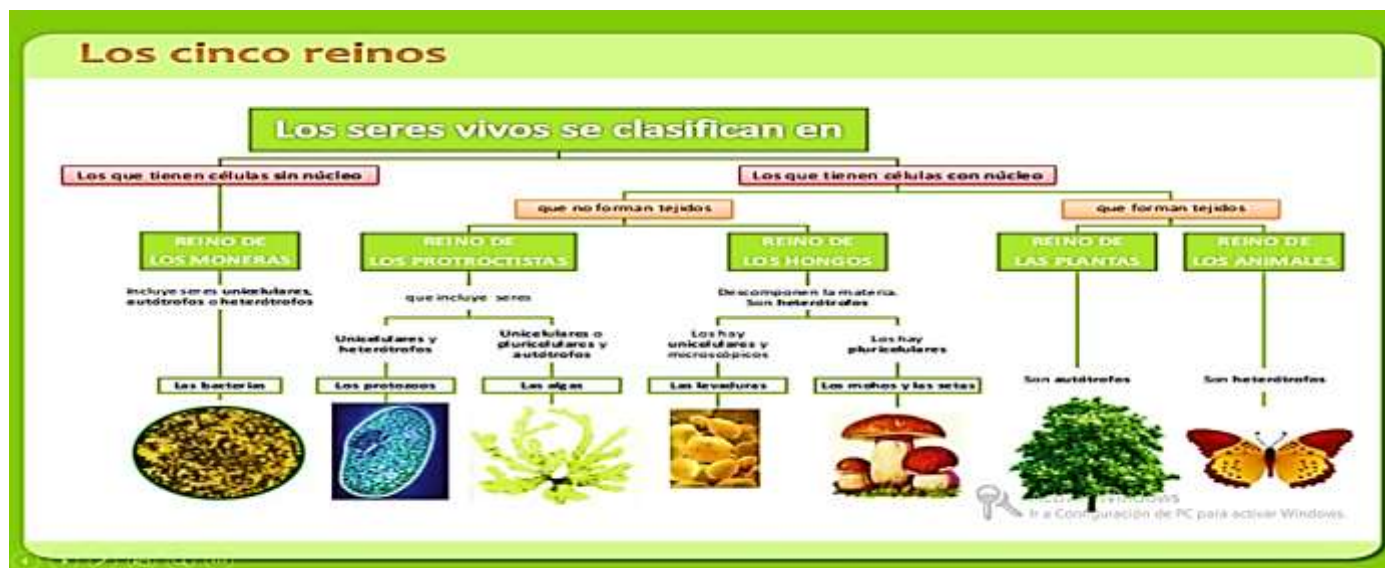 Los cinco reinos
Los seres vivos se clasifican en
Los que tienen células sin núcleo
Los que tienen células con núcleo
que no forman tejidos
que forman tejidos
REINO DE
LOS MONERAS
REINO DE
LOS PROTROCTISTAS
REINO DE
LOS HONGOS
REINO DE
LAS PLANTAS
REINO DE
LOS ANIMALES
Incluye seres unicelulares,
autótrofos o heterótrofos
que incluye seres
Descomponen la materia.
Son heterótrofos
Unicelulares y
heterótrofos
Unicelulares o
pluricelulares y
autótrofos
Los hay
unicelulares y
microscópicos
Los hay
pluricelulares
Las bacterias
Los protozoos
Las algas
Las levaduras
Los mohos y las setas
Son autótrofos
Son heterótrofos
Windows
Ir a Configuración de PC para activar Windows.